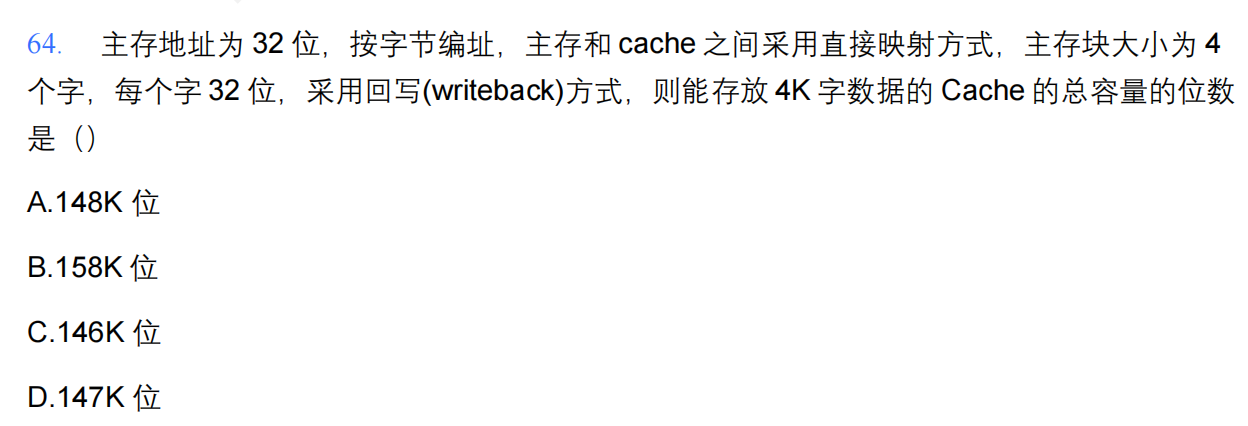 64. 主存地址为 32 位，按字节编址，主存和 cache 之间采用直接映射方式，主存块大小为 4
个字，每个字 32 位，采用回写(writeback)方式，则能存放 4K 字数据的 Cache 的总容量的位数
是（）
A.148K 位
B.158K 位
C.146K 位
D.147K 位